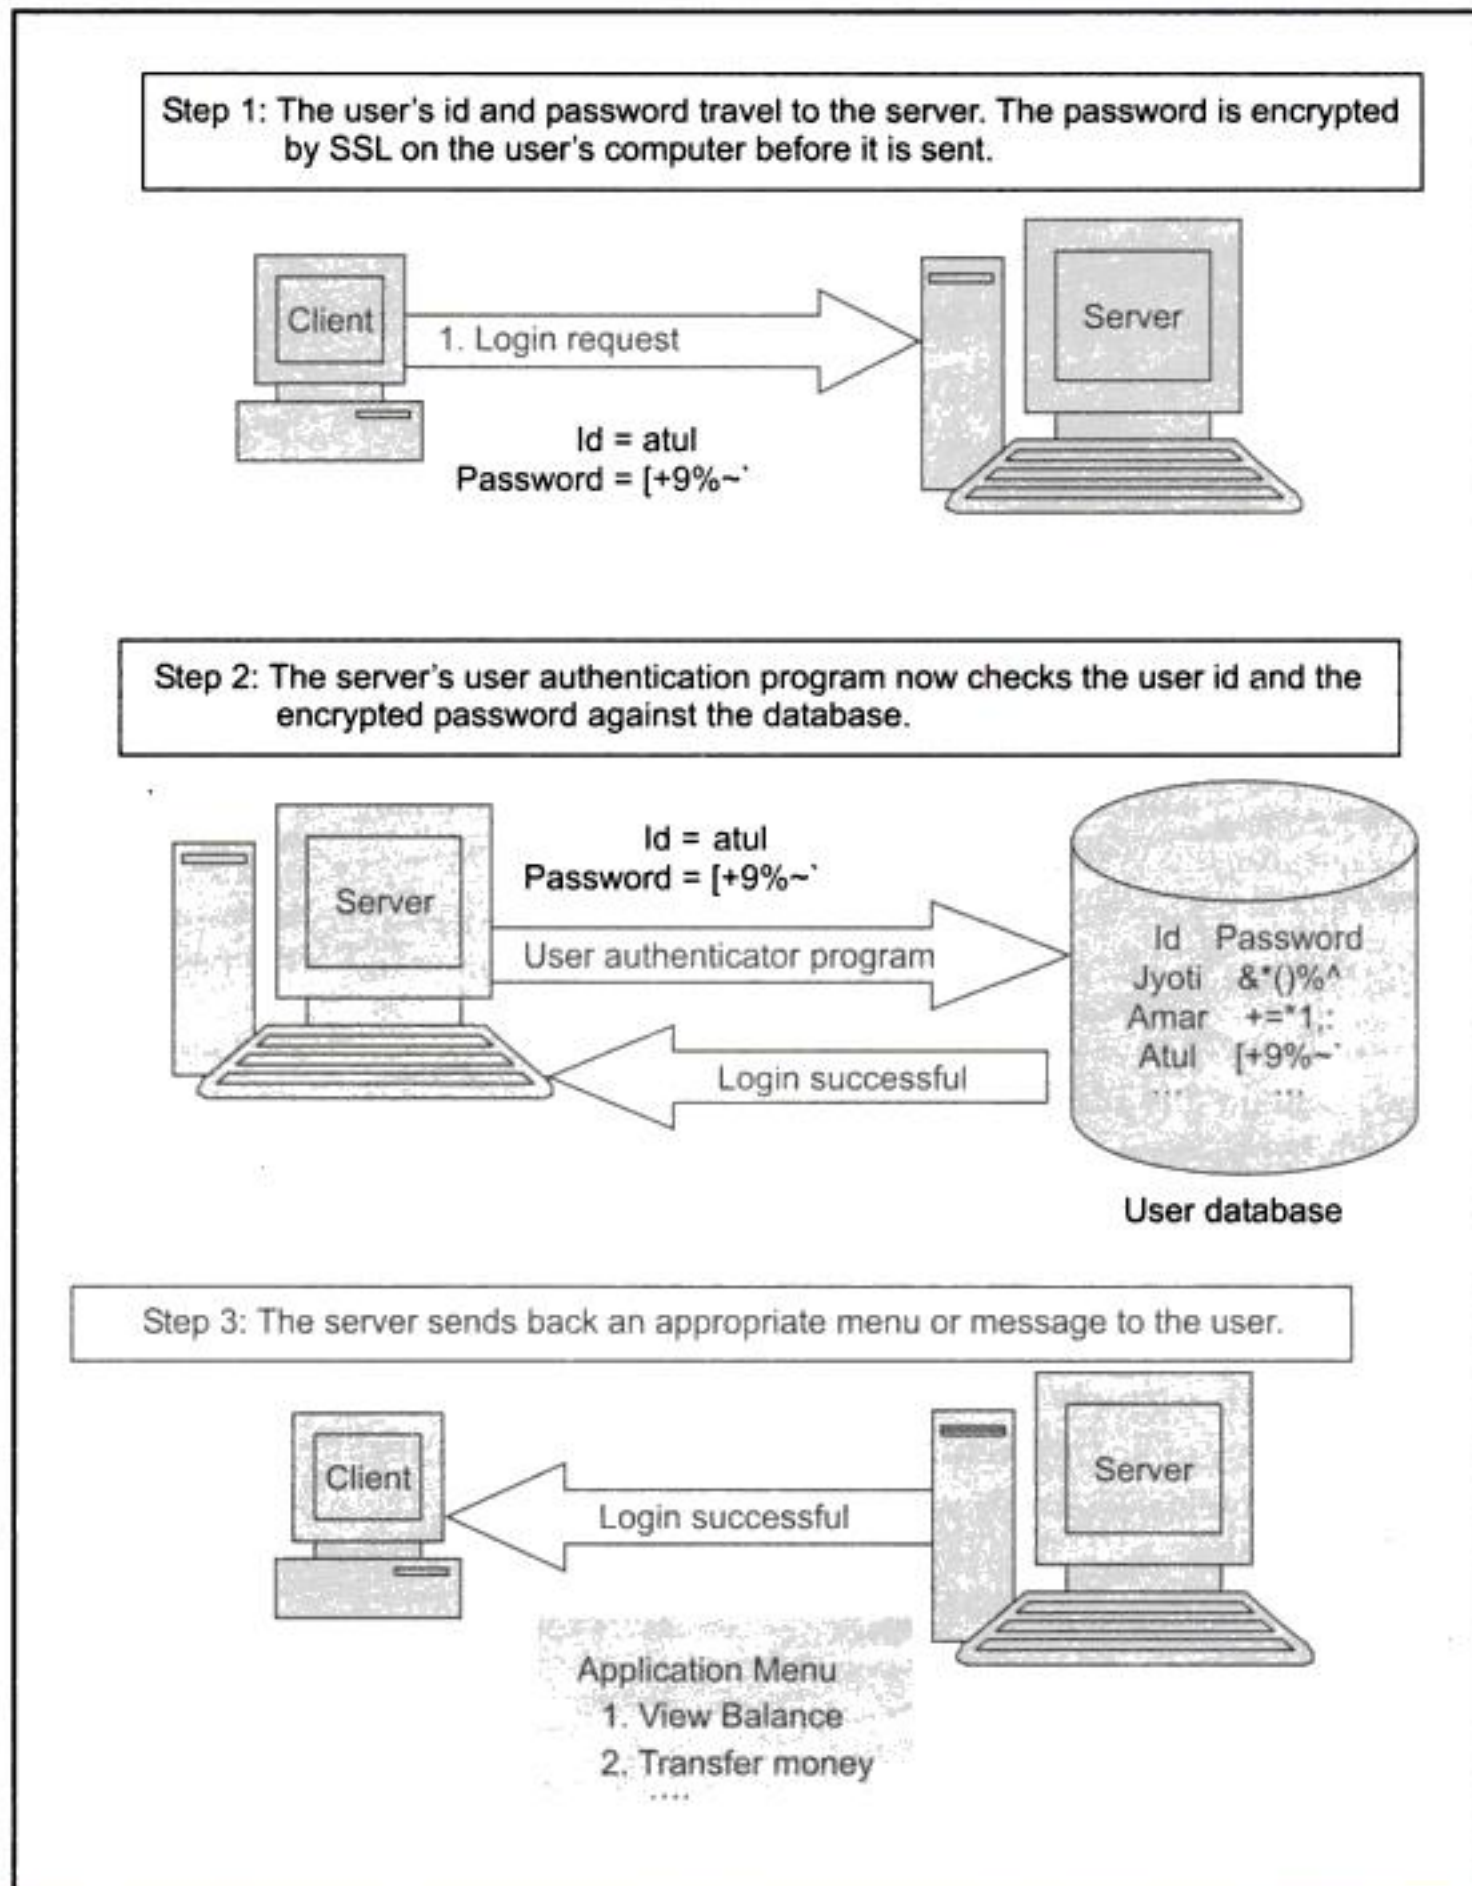 Step 1: The user's id and password travel to the server. The password is encrypted
by SSL on the user's computer before it is sent.
Client
1. Login request
Server
Id = atul
Password = [+9%~`
Step 2: The server's user authentication program now checks the user id and the
encrypted password against the database.
Server
Id = atul
Password = [+9%~`
User authenticator program
Login successful
Id Password
Jyoti &*()%^
Amar +=*1,:
Atul [+9%~`
... ...
User database
Step 3: The server sends back an appropriate menu or message to the user.
Client
Login successful
Server
Application Menu
1. View Balance
2. Transfer money
....